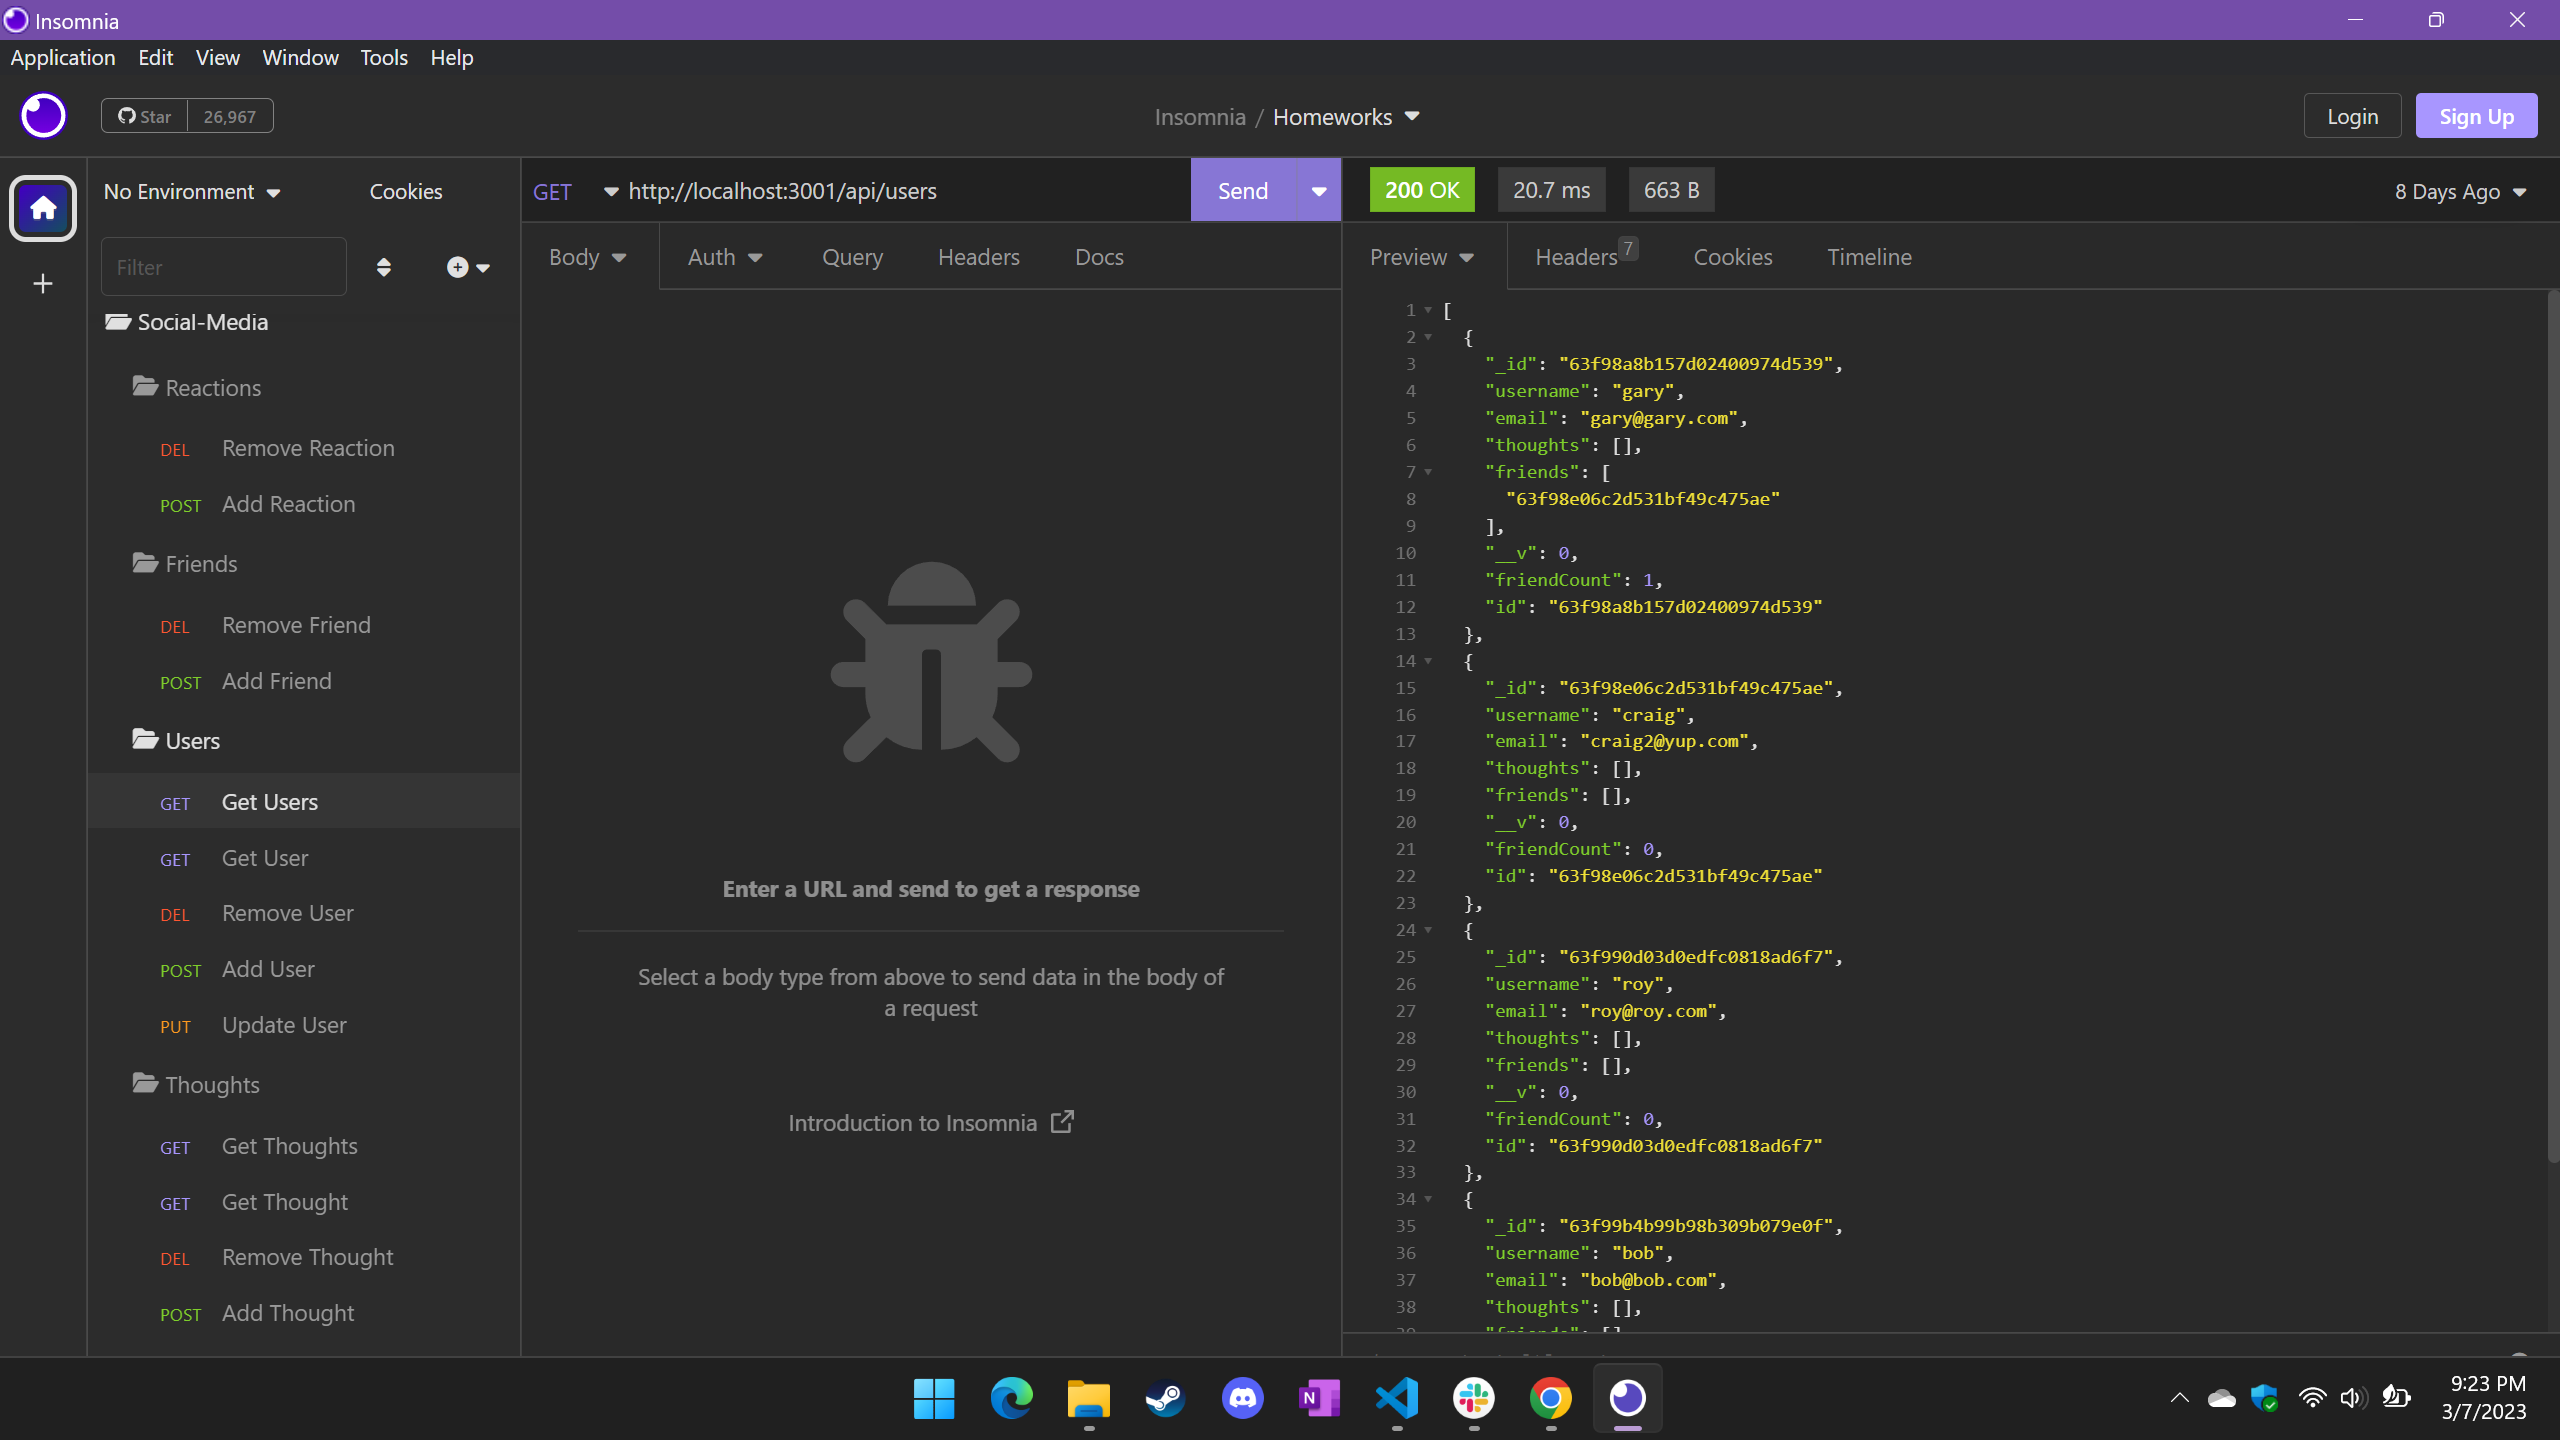 Insomnia
Application Edit View Window Tools Help
Star 26,967
Insomnia / Homeworks
Login Sign Up
No Environment Cookies
GET http://localhost:3001/api/users Send
200 OK 20.7 ms 663 B 8 Days Ago
Filter
Body Auth Query Headers Docs
Preview Headers 7 Cookies Timeline
Social-Media
Reactions
DEL Remove Reaction
POST Add Reaction
Friends
DEL Remove Friend
POST Add Friend
Users
GET Get Users
GET Get User
DEL Remove User
POST Add User
PUT Update User
Thoughts
GET Get Thoughts
GET Get Thought
DEL Remove Thought
POST Add Thought
Enter a URL and send to get a response
Select a body type from above to send data in the body of
a request
Introduction to Insomnia
1 [
2 {
3 "_id": "63f98a8b157d02400974d539",
4 "username": "gary",
5 "email": "gary@gary.com",
6 "thoughts": [],
7 "friends": [
8 "63f98e06c2d531bf49c475ae"
9 ],
10 "__v": 0,
11 "friendCount": 1,
12 "id": "63f98a8b157d02400974d539"
13 },
14 {
15 "_id": "63f98e06c2d531bf49c475ae",
16 "username": "craig",
17 "email": "craig2@yup.com",
18 "thoughts": [],
19 "friends": [],
20 "__v": 0,
21 "friendCount": 0,
22 "id": "63f98e06c2d531bf49c475ae"
23 },
24 {
25 "_id": "63f990d03d0edfc0818ad6f7",
26 "username": "roy",
27 "email": "roy@roy.com",
28 "thoughts": [],
29 "friends": [],
30 "__v": 0,
31 "friendCount": 0,
32 "id": "63f990d03d0edfc0818ad6f7"
33 },
34 {
35 "_id": "63f99b4b99b98b309b079e0f",
36 "username": "bob",
37 "email": "bob@bob.com",
38 "thoughts": [],
9:23 PM
3/7/2023